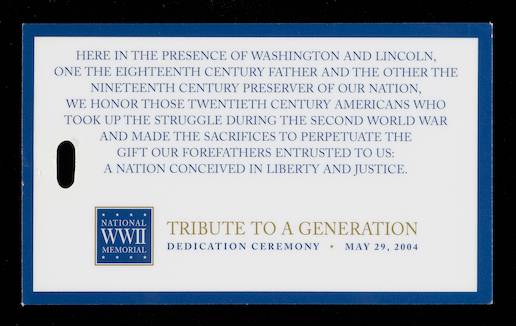 HERE IN THE PRESENCE OF WASHINGTON AND LINCOLN,
ONE THE EIGHTEENTH CENTURY FATHER AND THE OTHER THE
NINETEENTH CENTURY PRESERVER OF OUR NATION,
WE HONOR THOSE TWENTIETH CENTURY AMERICANS WHO
TOOK UP THE STRUGGLE DURING THE SECOND WORLD WAR
AND MADE THE SACRIFICES TO PERPETUATE THE
GIFT OUR FOREFATHERS ENTRUSTED TO US:
A NATION CONCEIVED IN LIBERTY AND JUSTICE.
NATIONAL
WWII
MEMORIAL
TRIBUTE TO A GENERATION
DEDICATION CEREMONY • MAY 29, 2004